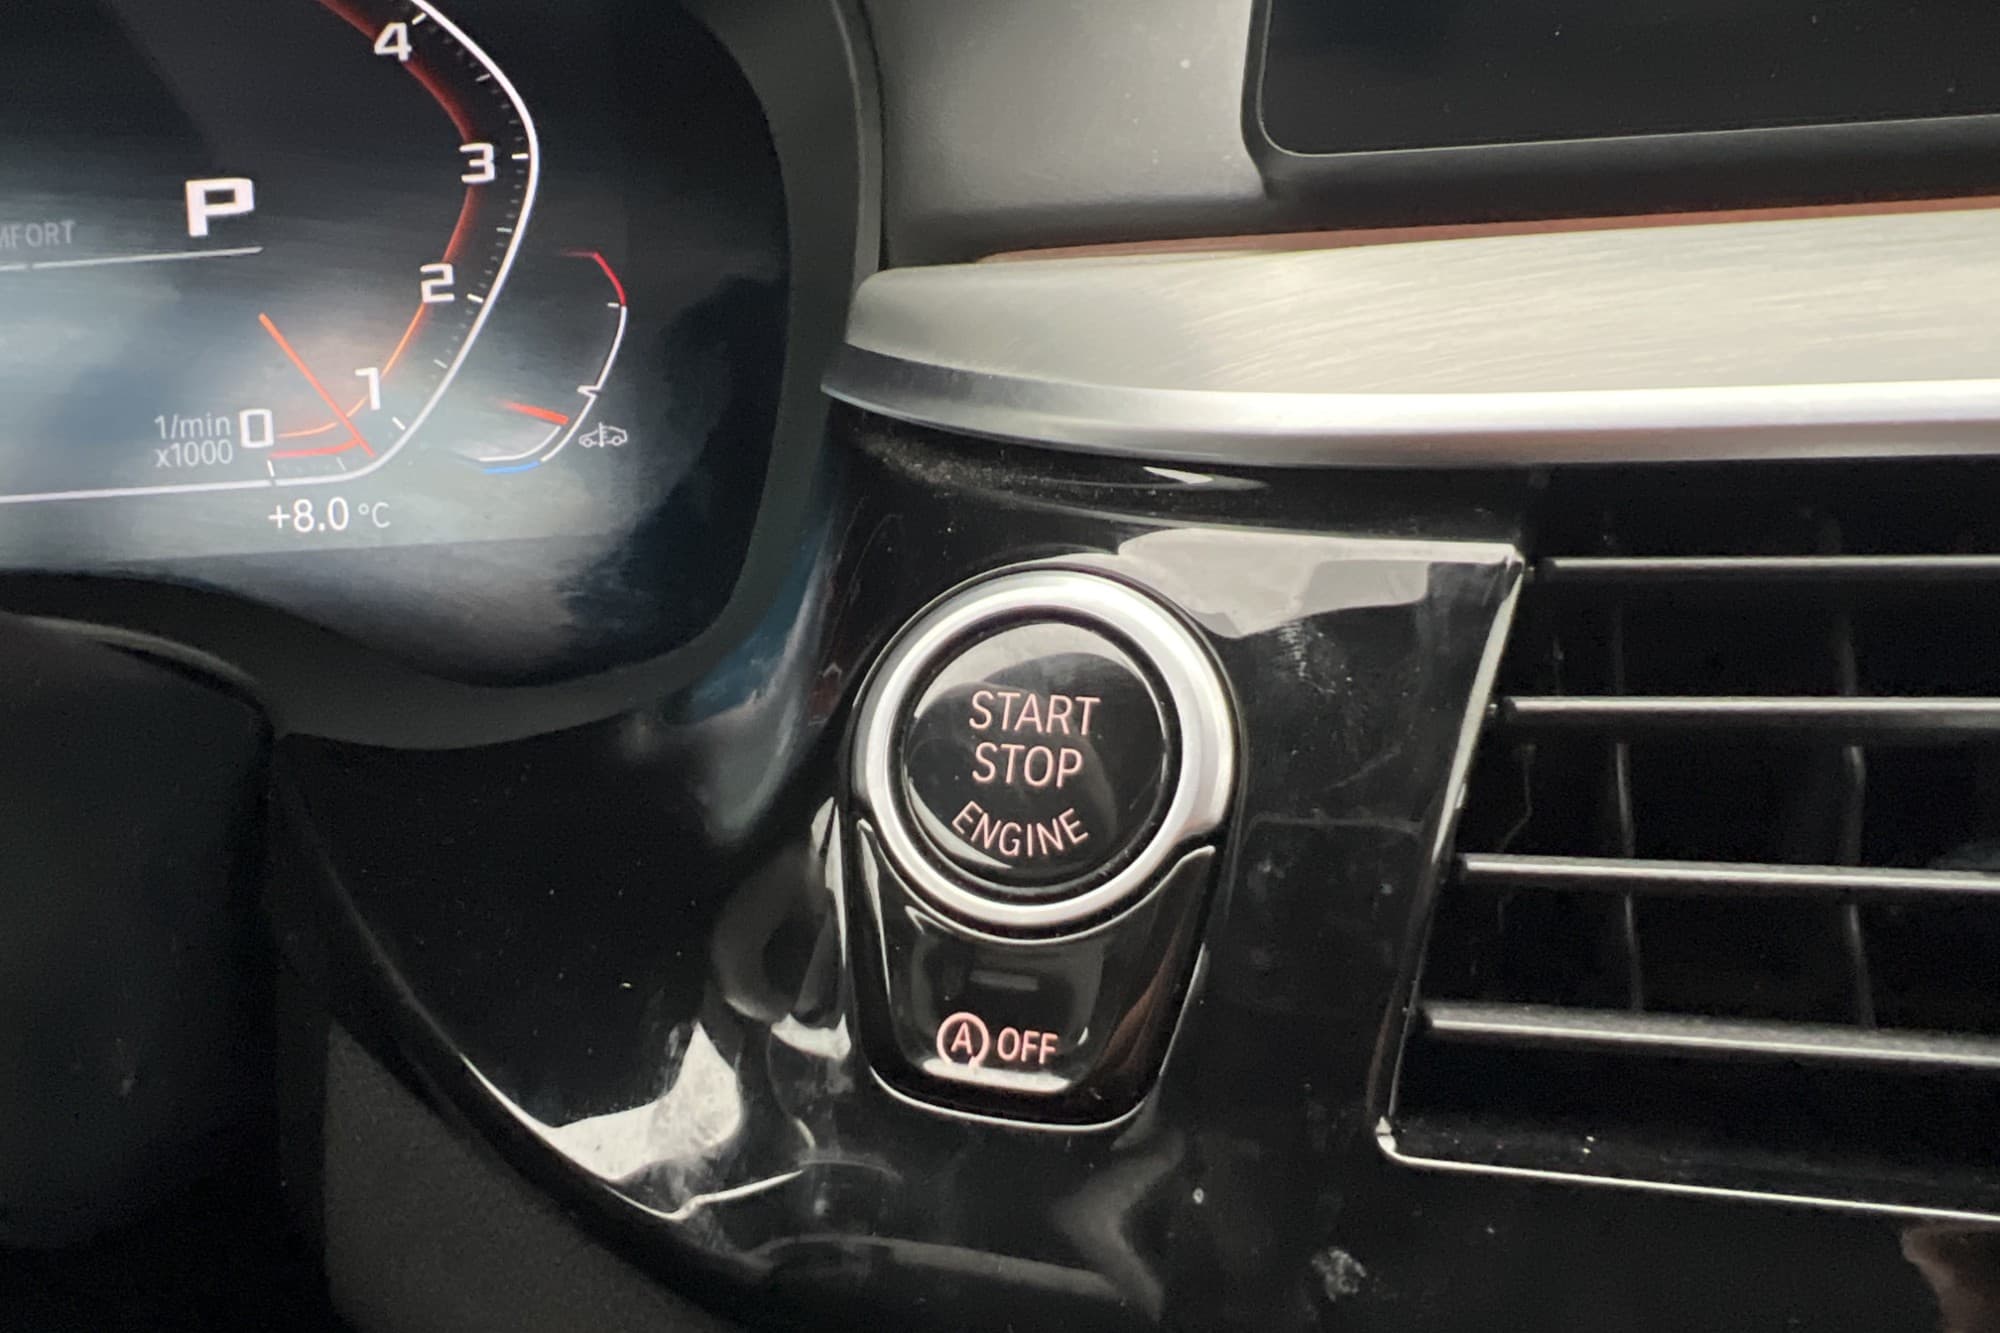 4
3
P
MFORT
2
1
1/min
x1000
0
+8.0 °C
START
STOP
ENGINE
A OFF